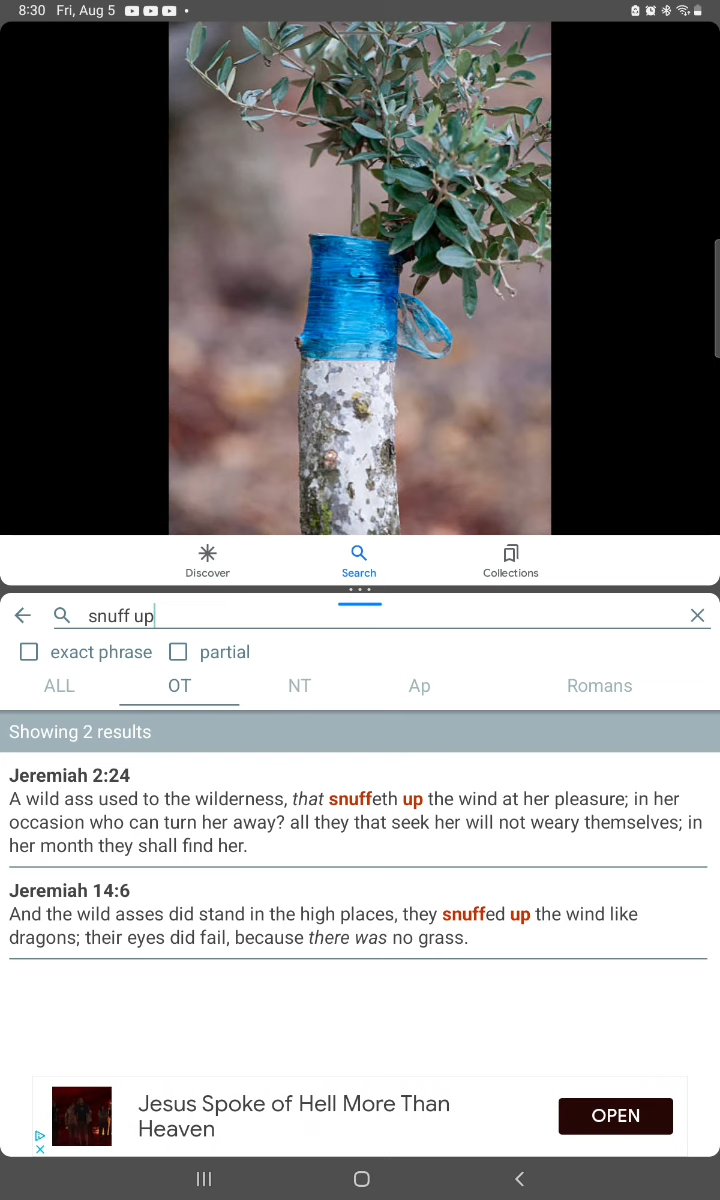 8:30 Fri, Aug 5
Discover
Search
Collections
snuff up
exact phrase partial
ALL OT NT Ap Romans
Showing 2 results
Jeremiah 2:24
A wild ass used to the wilderness, that snuffeth up the wind at her pleasure; in her
occasion who can turn her away? all they that seek her will not weary themselves; in
her month they shall find her.
Jeremiah 14:6
And the wild asses did stand in the high places, they snuffed up the wind like
dragons; their eyes did fail, because there was no grass.
Jesus Spoke of Hell More Than
Heaven
OPEN